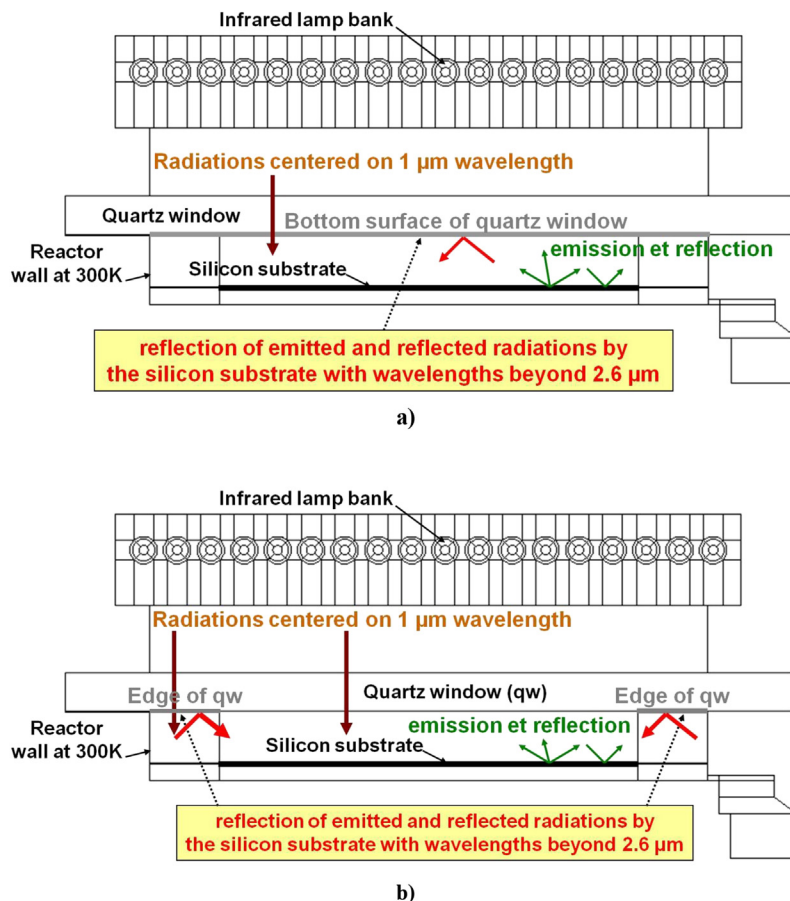 Infrared lamp bank
Radiations centered on 1 µm wavelength
Quartz window
Bottom surface of quartz window
Reactor
wall at 300K
emission et reflection
Silicon substrate
reflection of emitted and reflected radiations by
the silicon substrate with wavelengths beyond 2.6 µm
a)
Infrared lamp bank
Radiations centered on 1 µm wavelength
Edge of qw
Quartz window (qw)
Edge of qw
Reactor
wall at 300K
emission et reflection
Silicon substrate
reflection of emitted and reflected radiations by
the silicon substrate with wavelengths beyond 2.6 µm
b)